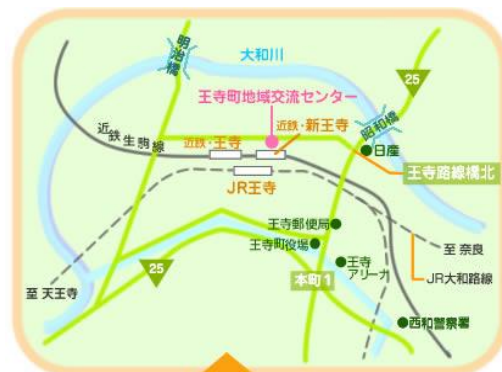 明治橋
大和川
25
王寺町地域交流センター
昭和橋
近鉄生駒線
近鉄・王寺
近鉄・新王寺
日産
王寺路線橋北
JR王寺
王寺郵便局
王寺町役場
至 奈良
25
王寺
アリーナ
JR大和路線
本町1
至 天王寺
西和警察署